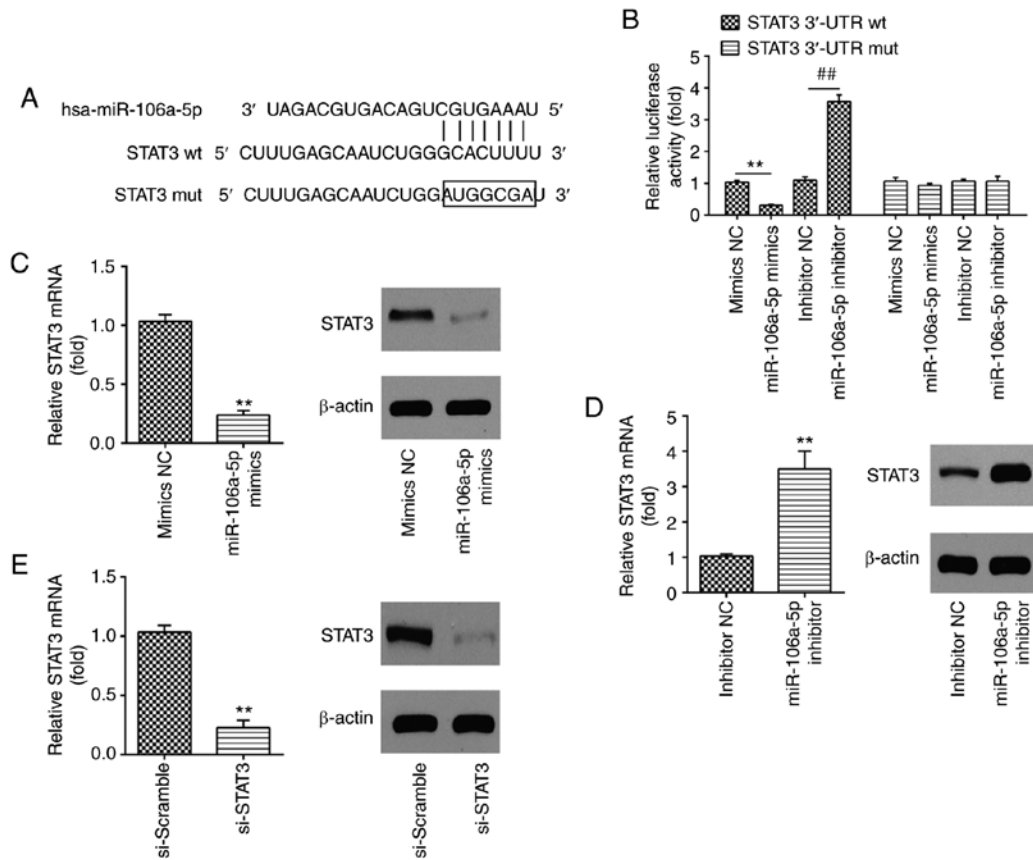 A
hsa-miR-106a-5p 3′ UAGACGUGACAGUCGUGAAAU 5′
STAT3 wt 5′ CUUUGAGCAAUCUGGGCACUUUU 3′
STAT3 mut 5′ CUUUGAGCAAUCUGGAUGGCGAU 3′
B
STAT3 3′-UTR wt
STAT3 3′-UTR mut
Relative luciferase
activity (fold)
5
4
3
2
1
0
**
##
Mimics NC
miR-106a-5p mimics
Inhibitor NC
miR-106a-5p inhibitor
Mimics NC
miR-106a-5p mimics
Inhibitor NC
miR-106a-5p inhibitor
C
Relative STAT3 mRNA
(fold)
1.5
1.0
0.5
0.0
**
Mimics NC
miR-106a-5p
mimics
STAT3
β-actin
Mimics NC
miR-106a-5p
mimics
D
Relative STAT3 mRNA
(fold)
5
4
3
2
1
0
**
Inhibitor NC
miR-106a-5p
inhibitor
STAT3
β-actin
Inhibitor NC
miR-106a-5p
inhibitor
E
Relative STAT3 mRNA
(fold)
1.5
1.0
0.5
0.0
**
si-Scramble
si-STAT3
STAT3
β-actin
si-Scramble
si-STAT3